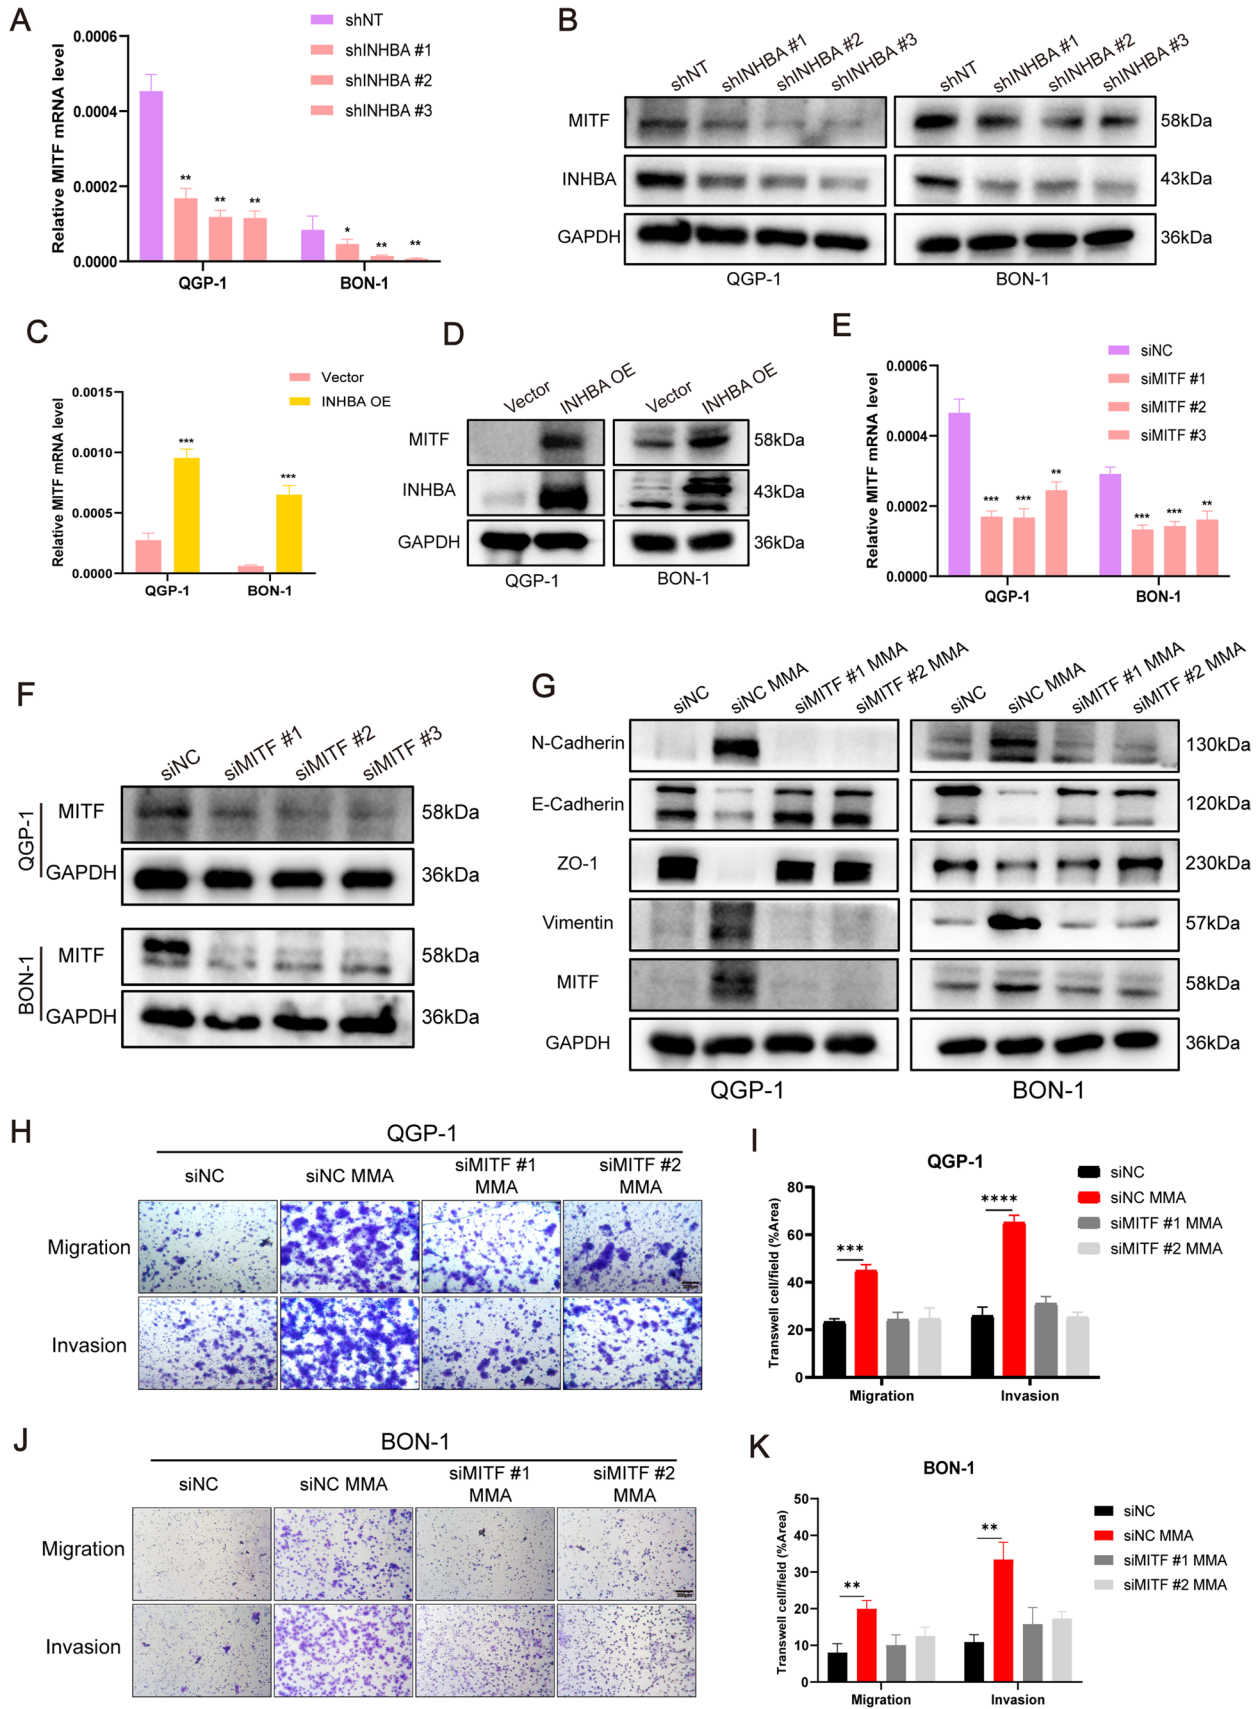 A
Relative MITF mRNA level
0.0006
0.0004
0.0002
0.0000
shNT
shINHBA #1
shINHBA #2
shINHBA #3
** ** **
* ** **
QGP-1 BON-1
B
shNT shINHBA #1 shINHBA #2 shINHBA #3 shNT shINHBA #1 shINHBA #2 shINHBA #3
MITF 58kDa
INHBA 43kDa
GAPDH 36kDa
QGP-1 BON-1
C
Relative MITF mRNA level
0.0015
0.0010
0.0005
0.0000
Vector
INHBA OE
*** ***
QGP-1 BON-1
D
Vector INHBA OE Vector INHBA OE
MITF 58kDa
INHBA 43kDa
GAPDH 36kDa
QGP-1 BON-1
E
Relative MITF mRNA level
0.0006
0.0004
0.0002
0.0000
siNC
siMITF #1
siMITF #2
siMITF #3
*** *** **
*** *** **
QGP-1 BON-1
F
siNC siMITF #1 siMITF #2 siMITF #3
QGP-1
MITF 58kDa
GAPDH 36kDa
BON-1
MITF 58kDa
GAPDH 36kDa
G
siNC siNC MMA siMITF #1 MMA siMITF #2 MMA siNC siNC MMA siMITF #1 MMA siMITF #2 MMA
N-Cadherin 130kDa
E-Cadherin 120kDa
ZO-1 230kDa
Vimentin 57kDa
MITF 58kDa
GAPDH 36kDa
QGP-1 BON-1
H
QGP-1
siNC siNC MMA siMITF #1 MMA siMITF #2 MMA
Migration
200μm
Invasion
I
QGP-1
Transwell cell/field (%Area)
80
60
40
20
0
siNC
siNC MMA
siMITF #1 MMA
siMITF #2 MMA
*** ****
Migration Invasion
J
BON-1
siNC siNC MMA siMITF #1 MMA siMITF #2 MMA
Migration
200μm
Invasion
K
BON-1
Transwell cell/field (%Area)
50
40
30
20
10
0
siNC
siNC MMA
siMITF #1 MMA
siMITF #2 MMA
** **
Migration Invasion